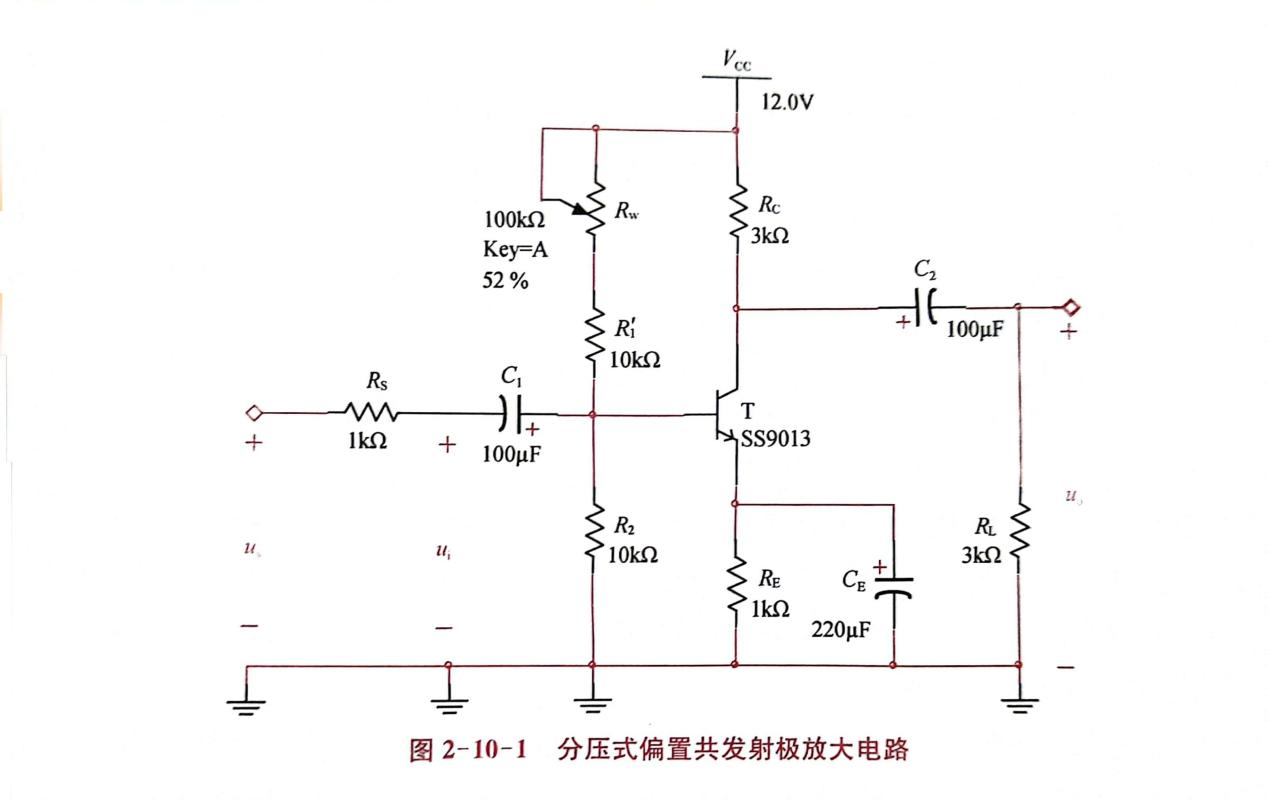 V_CC
12.0V
100kΩ
Key=A
52 %
R_w
R_C
3kΩ
R_1′
10kΩ
C_2
+
100μF
+
R_S
1kΩ
C_1
+
100μF
T
SS9013
+
+
R_2
10kΩ
R_E
1kΩ
C_E
+
220μF
R_L
3kΩ
u
u_i
u
−
−
−
图 2-10-1 分压式偏置共发射极放大电路